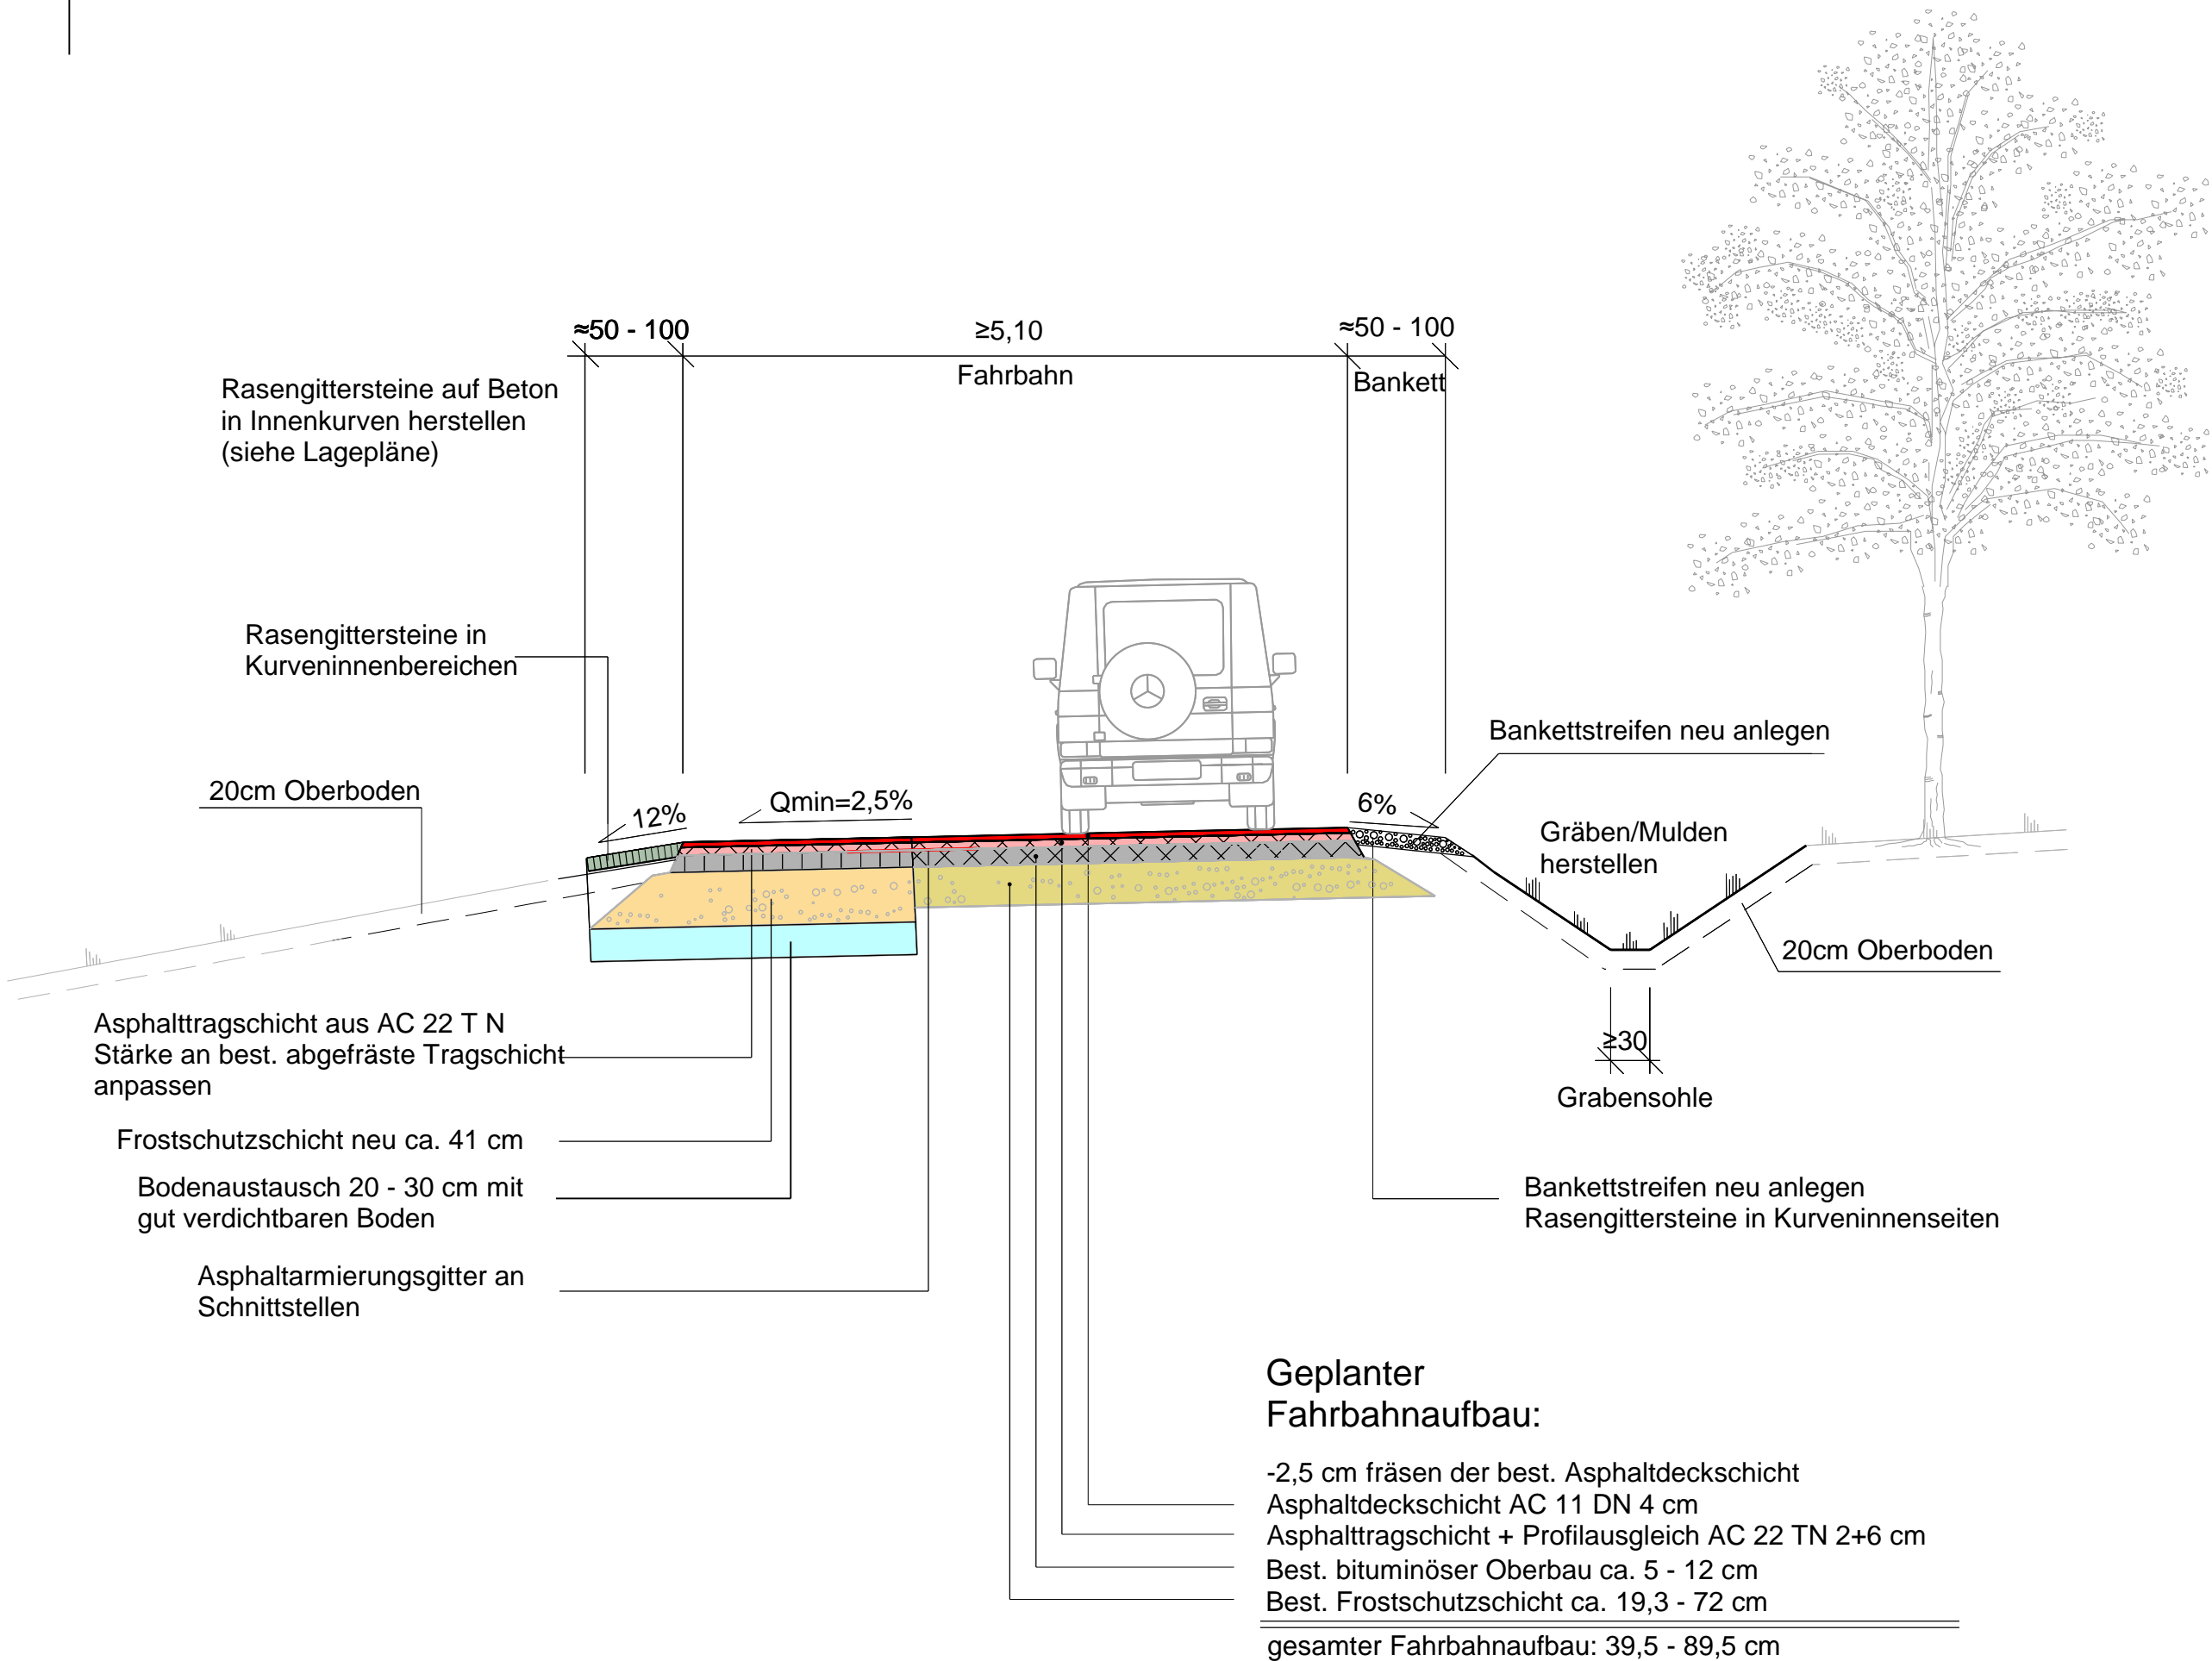 ≈50 - 100
≥5,10
≈50 - 100
Fahrbahn
Bankett
Rasengittersteine auf Beton
in Innenkurven herstellen
(siehe Lagepläne)
Rasengittersteine in
Kurveninnenbereichen
Bankettstreifen neu anlegen
20cm Oberboden
12%
Qmin=2,5%
6%
Gräben/Mulden
herstellen
20cm Oberboden
Asphalttragschicht aus AC 22 T N
Stärke an best. abgefräste Tragschicht
anpassen
≥30
Grabensohle
Frostschutzschicht neu ca. 41 cm
Bodenaustausch 20 - 30 cm mit
gut verdichtbaren Boden
Bankettstreifen neu anlegen
Rasengittersteine in Kurveninnenseiten
Asphaltarmierungsgitter an
Schnittstellen
Geplanter
Fahrbahnaufbau:
-2,5 cm fräsen der best. Asphaltdeckschicht
Asphaltdeckschicht AC 11 DN 4 cm
Asphalttragschicht + Profilausgleich AC 22 TN 2+6 cm
Best. bituminöser Oberbau ca. 5 - 12 cm
Best. Frostschutzschicht ca. 19,3 - 72 cm
gesamter Fahrbahnaufbau: 39,5 - 89,5 cm